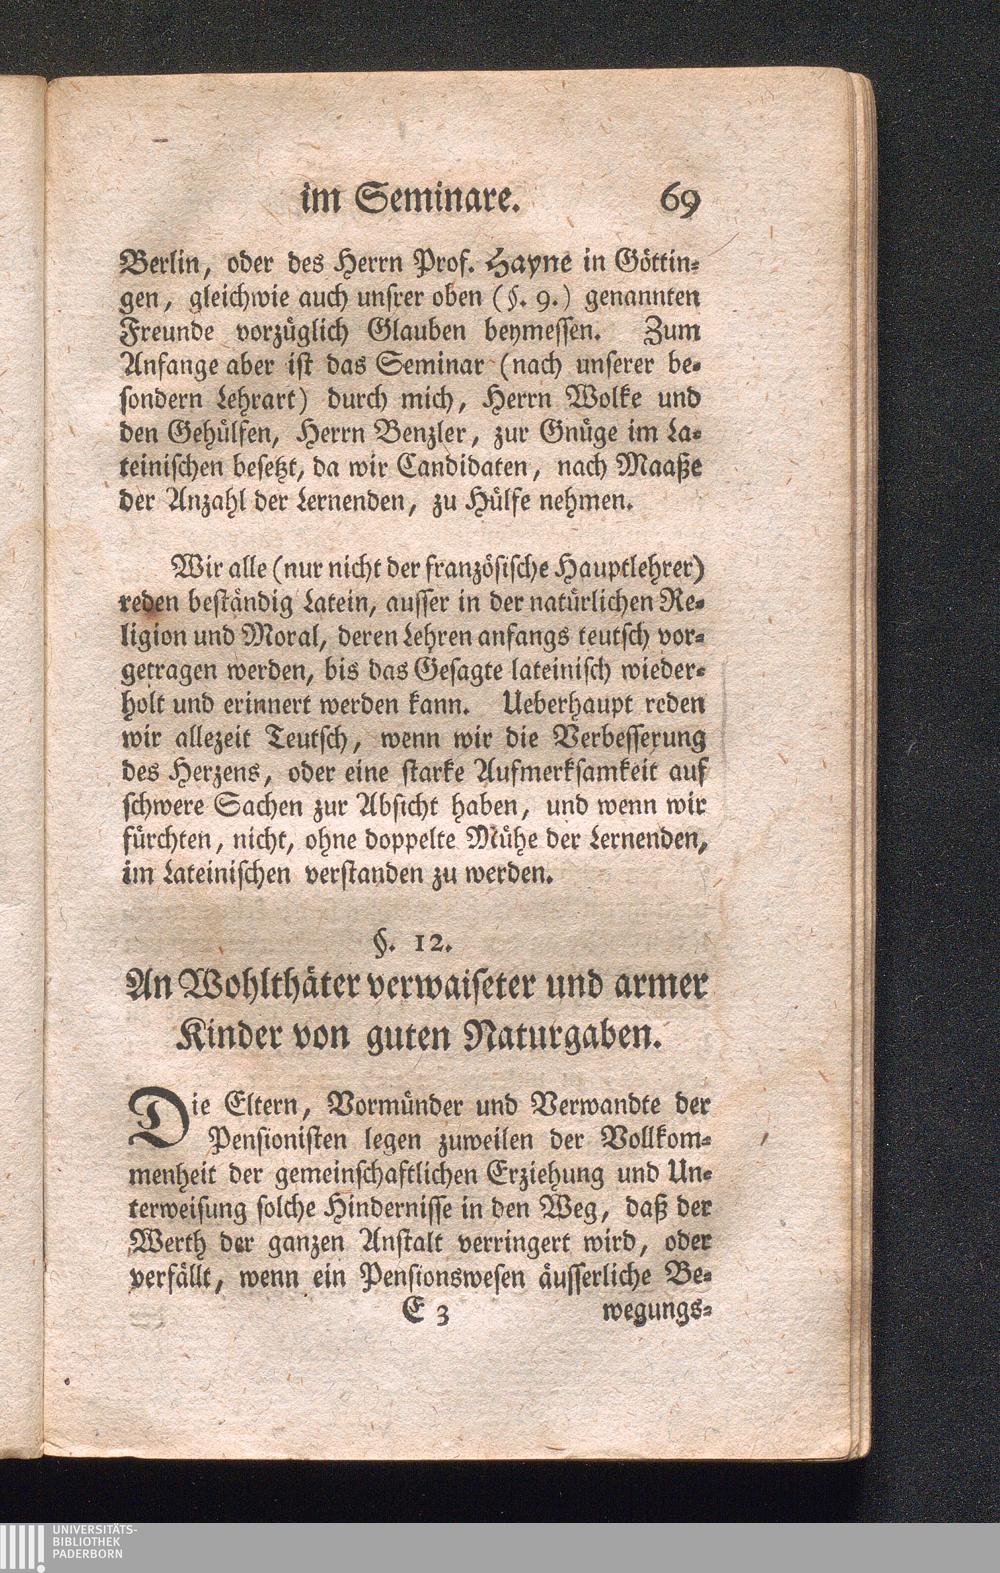 im Seminare. 69
Berlin, oder des Herrn Prof. Hayne in Göttin-
gen, gleichwie auch unsrer oben (§. 9.) genannten
Freunde vorzüglich Glauben beymessen. Zum
Anfange aber ist das Seminar (nach unserer be-
sondern Lehrart) durch mich, Herrn Wolke und
den Gehülfen, Herrn Benzler, zur Gnüge im La-
teinischen besetzt, da wir Candidaten, nach Maaße
der Anzahl der Lernenden, zu Hülfe nehmen.
Wir alle (nur nicht der französische Hauptlehrer)
reden beständig Latein, ausser in der natürlichen Re-
ligion und Moral, deren Lehren anfangs teutsch vor-
getragen werden, bis das Gesagte lateinisch wieder-
holt und erinnert werden kann. Ueberhaupt reden
wir allezeit Teutsch, wenn wir die Verbesserung
des Herzens, oder eine starke Aufmerksamkeit auf
schwere Sachen zur Absicht haben, und wenn wir
fürchten, nicht, ohne doppelte Mühe der Lernenden,
im Lateinischen verstanden zu werden.
§. 12.
An Wohlthäter verwaiseter und armer
Kinder von guten Naturgaben.
Die Eltern, Vormünder und Verwandte der
Pensionisten legen zuweilen der Vollkom-
menheit der gemeinschaftlichen Erziehung und Un-
terweisung solche Hindernisse in den Weg, daß der
Werth der ganzen Anstalt verringert wird, oder
verfällt, wenn ein Pensionswesen äusserliche Be-
E 3 wegungs-
UNIVERSITÄTS-
BIBLIOTHEK
PADERBORN